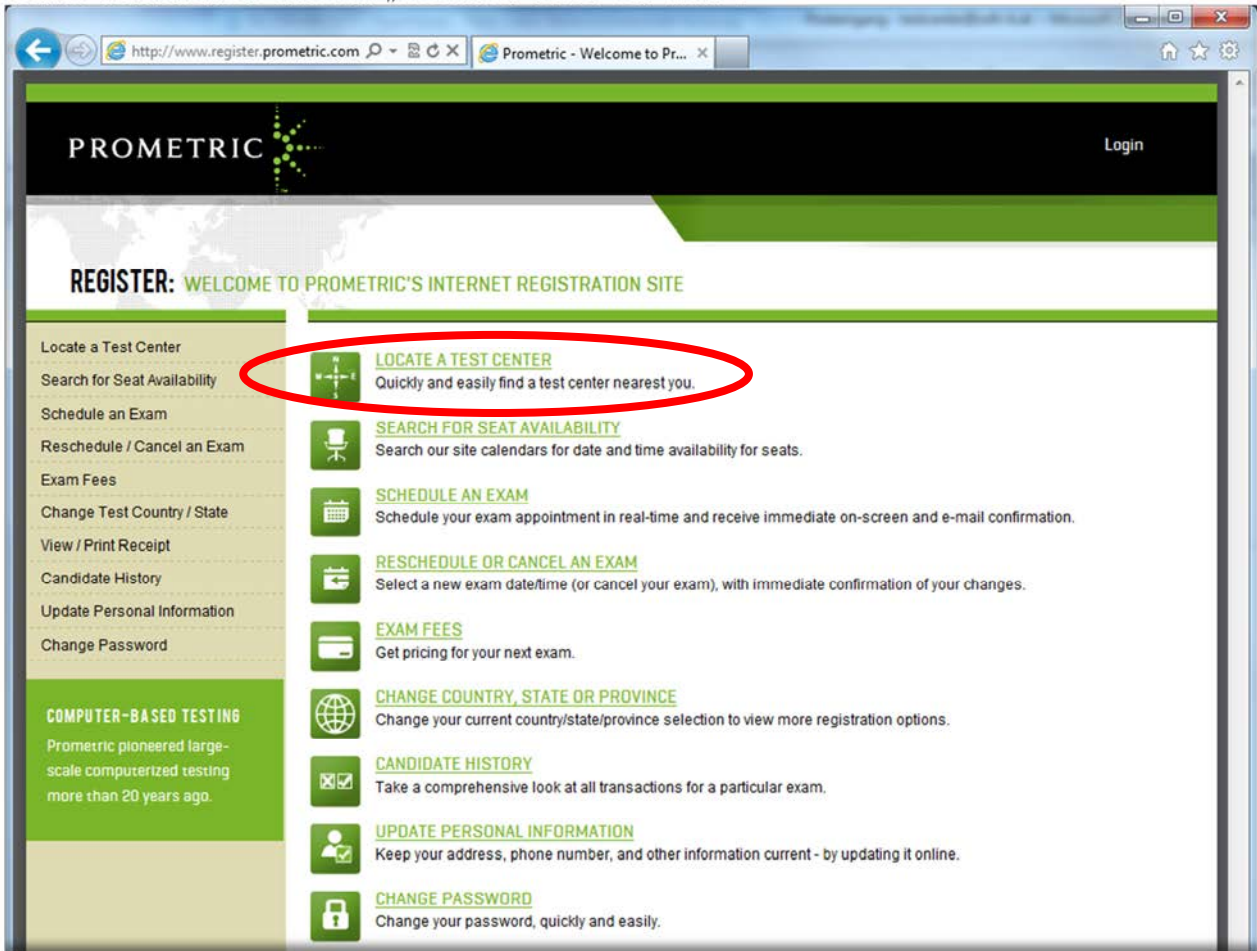 http://www.register.prometric.com
Prometric - Welcome to Pr...
PROMETRIC
Login
REGISTER: WELCOME TO PROMETRIC'S INTERNET REGISTRATION SITE
Locate a Test Center
Search for Seat Availability
Schedule an Exam
Reschedule / Cancel an Exam
Exam Fees
Change Test Country / State
View / Print Receipt
Candidate History
Update Personal Information
Change Password
COMPUTER-BASED TESTING
Prometric pioneered large-
scale computerized testing
more than 20 years ago.
N
W E
S
LOCATE A TEST CENTER
Quickly and easily find a test center nearest you.
SEARCH FOR SEAT AVAILABILITY
Search our site calendars for date and time availability for seats.
SCHEDULE AN EXAM
Schedule your exam appointment in real-time and receive immediate on-screen and e-mail confirmation.
RESCHEDULE OR CANCEL AN EXAM
Select a new exam date/time (or cancel your exam), with immediate confirmation of your changes.
EXAM FEES
Get pricing for your next exam.
CHANGE COUNTRY, STATE OR PROVINCE
Change your current country/state/province selection to view more registration options.
CANDIDATE HISTORY
Take a comprehensive look at all transactions for a particular exam.
UPDATE PERSONAL INFORMATION
Keep your address, phone number, and other information current - by updating it online.
CHANGE PASSWORD
Change your password, quickly and easily.